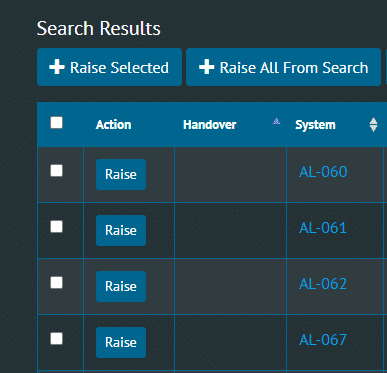 Search Results
Raise Selected
Raise All From Search
Action Handover System
Raise AL-060
Raise AL-061
Raise AL-062
Raise AL-067